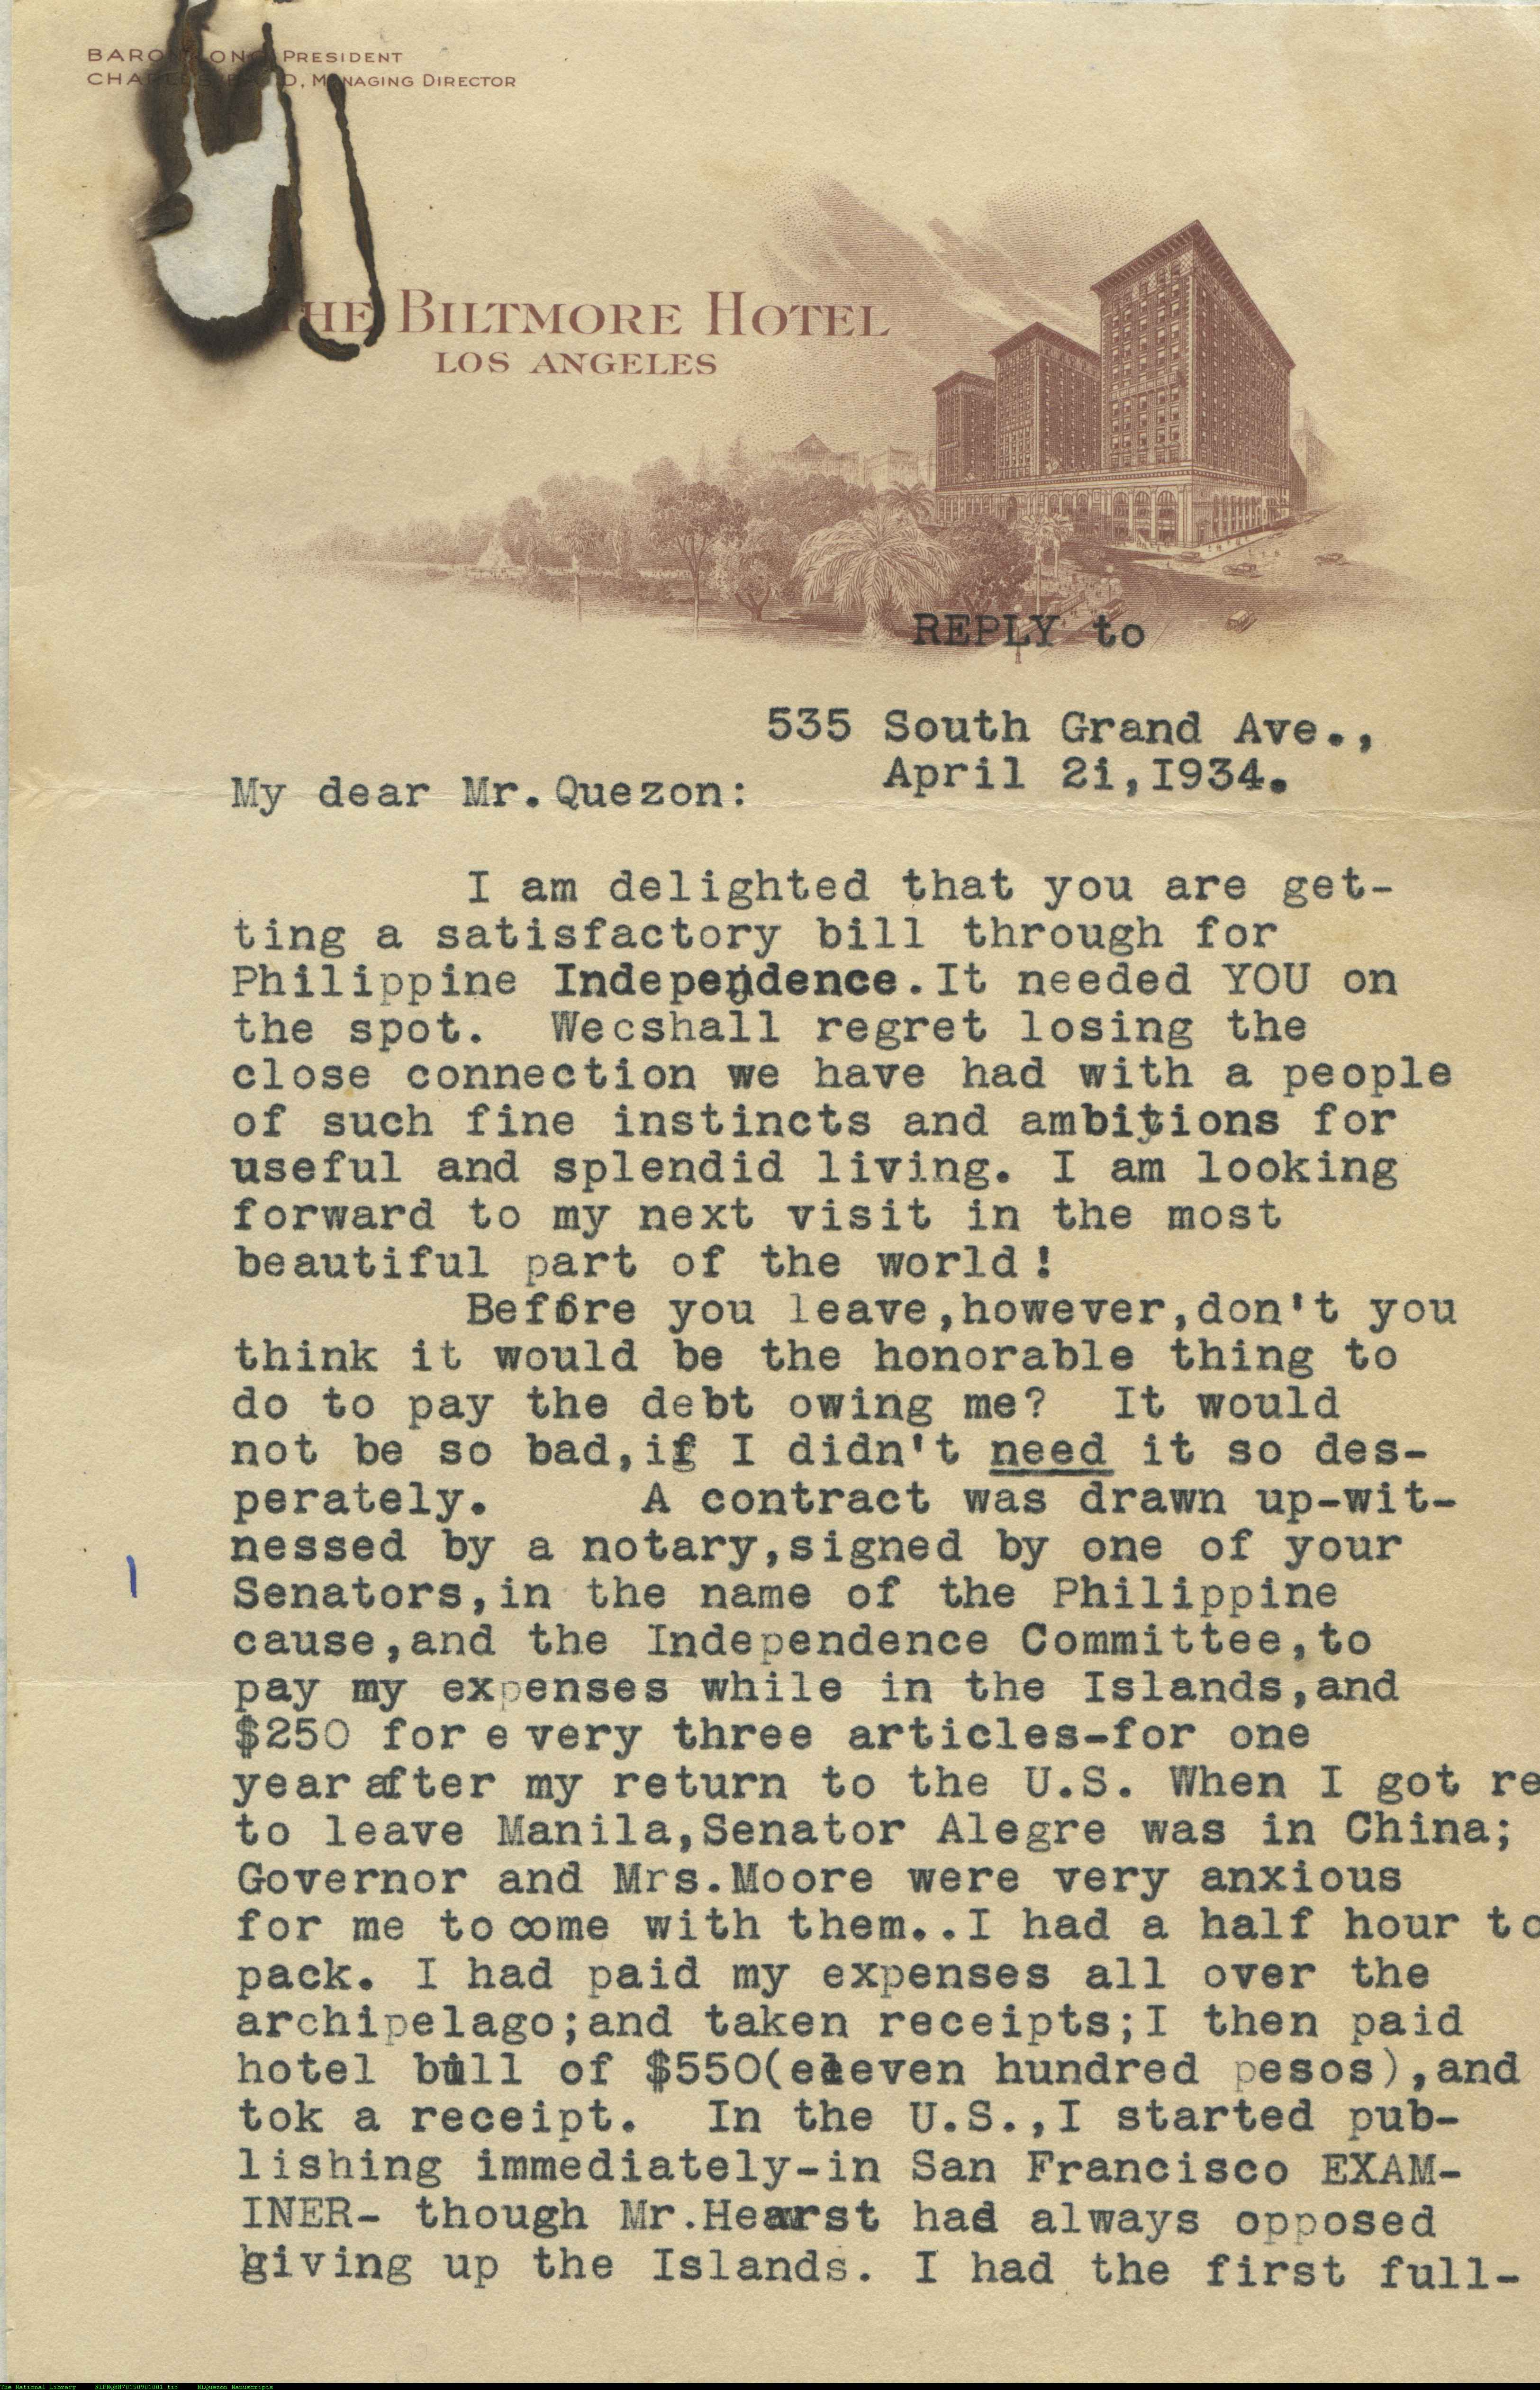 PRESIDENT
MANAGING DIRECTOR
THE BILTMORE HOTEL
LOS ANGELES
REPLY to
535 South Grand Ave.,
April 2i,I934.
My dear Mr.Quezon:
I am delighted that you are get-
ting a satisfactory bill through for
Philippine Independence.It needed YOU on
the spot. Wecshall regret losing the
close connection we have had with a people
of such fine instincts and ambitions for
useful and splendid living. I am looking
forward to my next visit in the most
beautiful part of the world!
Before you leave,however,don't you
think it would be the honorable thing to
do to pay the debt owing me? It would
not be so bad,if I didn't need it so des-
perately. A contract was drawn up-wit-
nessed by a notary,signed by one of your
Senators,in the name of the Philippine
cause,and the Independence Committee,to
pay my expenses while in the Islands,and
$250 for e very three articles-for one
year after my return to the U.S. When I got re
to leave Manila,Senator Alegre was in China;
Governor and Mrs.Moore were very anxious
for me to come with them..I had a half hour to
pack. I had paid my expenses all over the
archipelago;and taken receipts;I then paid
hotel bill of $550(eleven hundred pesos),and
tok a receipt. In the U.S.,I started pub-
lishing immediately-in San Francisco EXAM-
INER- though Mr.Hearst had always opposed
giving up the Islands. I had the first full-
The National Library NLPMQMN70150901001.tif MLQuezon Manuscripts